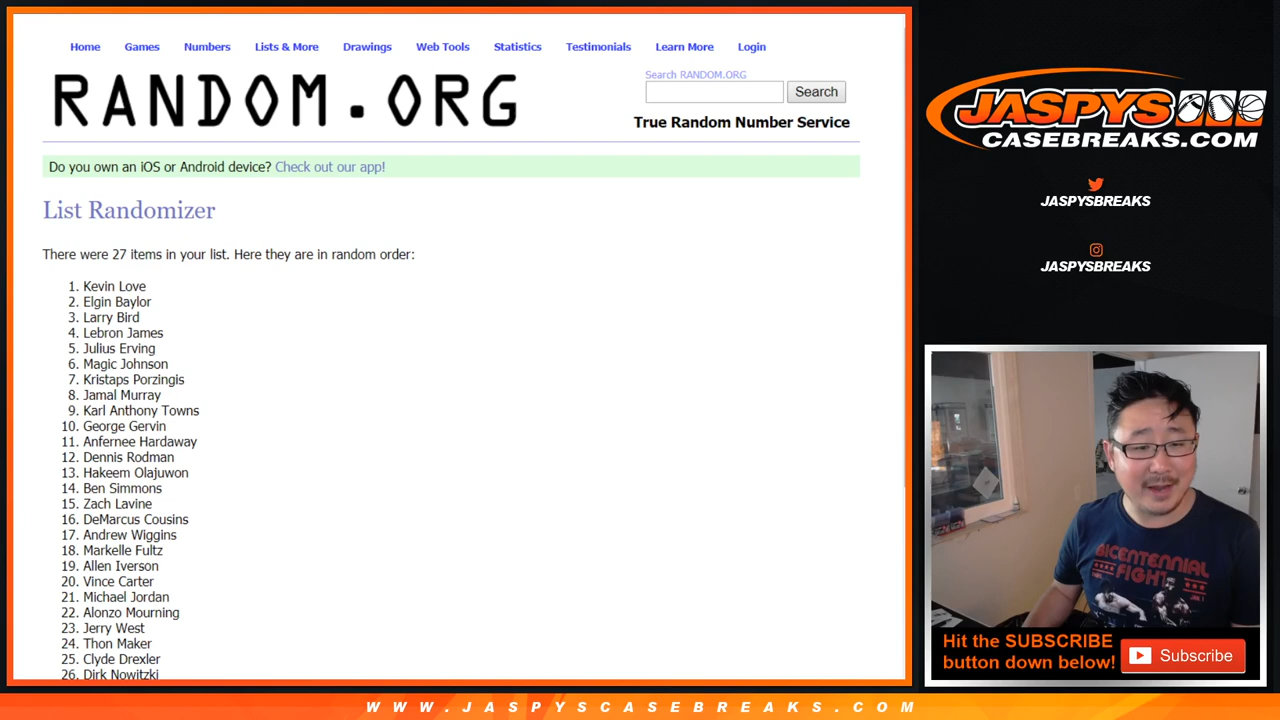 Home Games Numbers Lists & More Drawings Web Tools Statistics Testimonials Learn More Login
RANDOM.ORG
Search RANDOM.ORG
Search
True Random Number Service
Do you own an iOS or Android device? Check out our app!
List Randomizer
There were 27 items in your list. Here they are in random order:
1. Kevin Love
2. Elgin Baylor
3. Larry Bird
4. Lebron James
5. Julius Erving
6. Magic Johnson
7. Kristaps Porzingis
8. Jamal Murray
9. Karl Anthony Towns
10. George Gervin
11. Anfernee Hardaway
12. Dennis Rodman
13. Hakeem Olajuwon
14. Ben Simmons
15. Zach Lavine
16. DeMarcus Cousins
17. Andrew Wiggins
18. Markelle Fultz
19. Allen Iverson
20. Vince Carter
21. Michael Jordan
22. Alonzo Mourning
23. Jerry West
24. Thon Maker
25. Clyde Drexler
26. Dirk Nowitzki
JASPYS
CASEBREAKS.COM
JASPYSBREAKS
JASPYSBREAKS
BICENTENNIAL
FIGHT
Hit the SUBSCRIBE
button down below!
Subscribe
WWW.JASPYSCASEBREAKS.COM